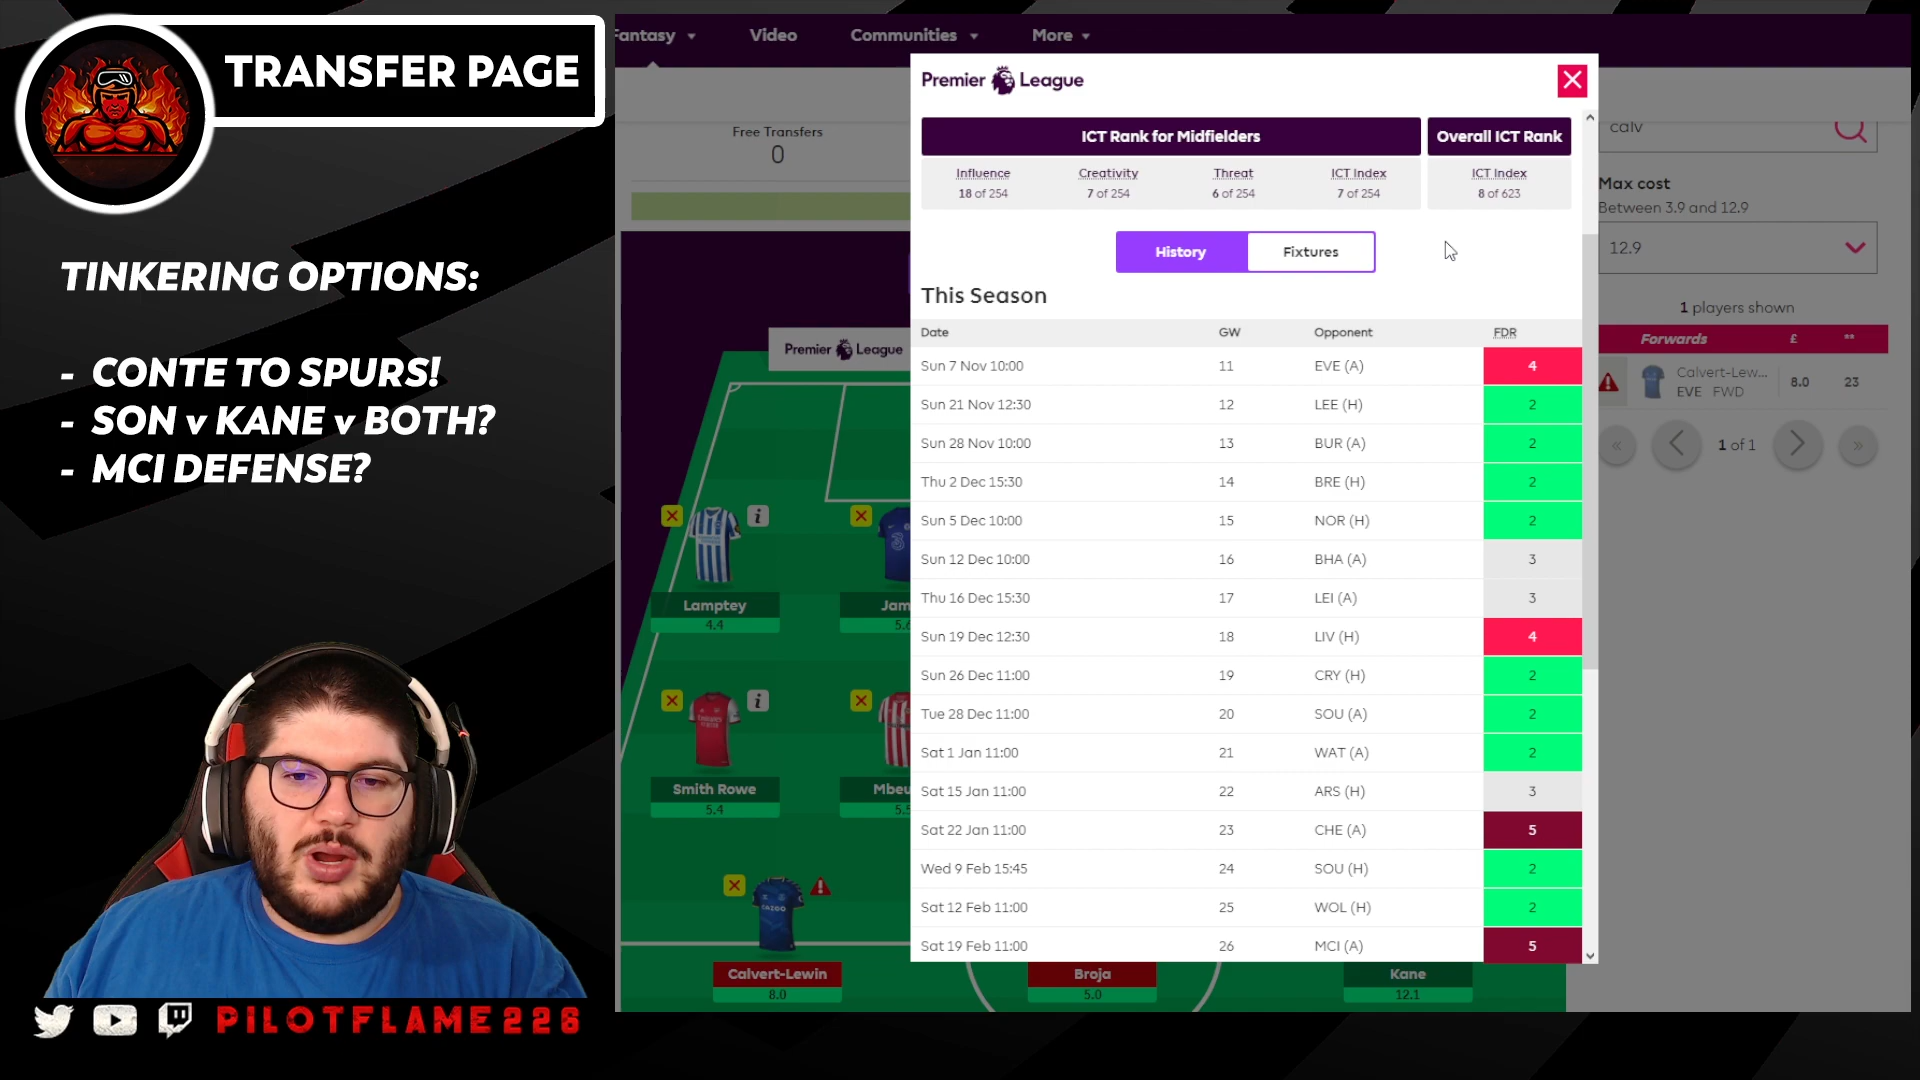 TRANSFER PAGE
TINKERING OPTIONS:
- CONTE TO SPURS!
- SON v KANE v BOTH?
- MCI DEFENSE?
PILOTFLAME226
Fantasy Video Communities More
Free Transfers
0
Premier League
Lamptey
4.4
Smith Rowe
5.4
CAZOO
Calvert-Lewin
8.0
Broja
5.0
Kane
12.1
Premier League
ICT Rank for Midfielders Overall ICT Rank
Influence Creativity Threat ICT Index ICT Index
18 of 254 7 of 254 6 of 254 7 of 254 8 of 623
History Fixtures
This Season
Date GW Opponent FDR
Sun 7 Nov 10:00 11 EVE (A) 4
Sun 21 Nov 12:30 12 LEE (H) 2
Sun 28 Nov 10:00 13 BUR (A) 2
Thu 2 Dec 15:30 14 BRE (H) 2
Sun 5 Dec 10:00 15 NOR (H) 2
Sun 12 Dec 10:00 16 BHA (A) 3
Thu 16 Dec 15:30 17 LEI (A) 3
Sun 19 Dec 12:30 18 LIV (H) 4
Sun 26 Dec 11:00 19 CRY (H) 2
Tue 28 Dec 11:00 20 SOU (A) 2
Sat 1 Jan 11:00 21 WAT (A) 2
Sat 15 Jan 11:00 22 ARS (H) 3
Sat 22 Jan 11:00 23 CHE (A) 5
Wed 9 Feb 15:45 24 SOU (H) 2
Sat 12 Feb 11:00 25 WOL (H) 2
Sat 19 Feb 11:00 26 MCI (A) 5
calv
Max cost
Between 3.9 and 12.9
12.9
1 players shown
Forwards £ **
Calvert-Lew... 8.0 23
EVE FWD
1 of 1